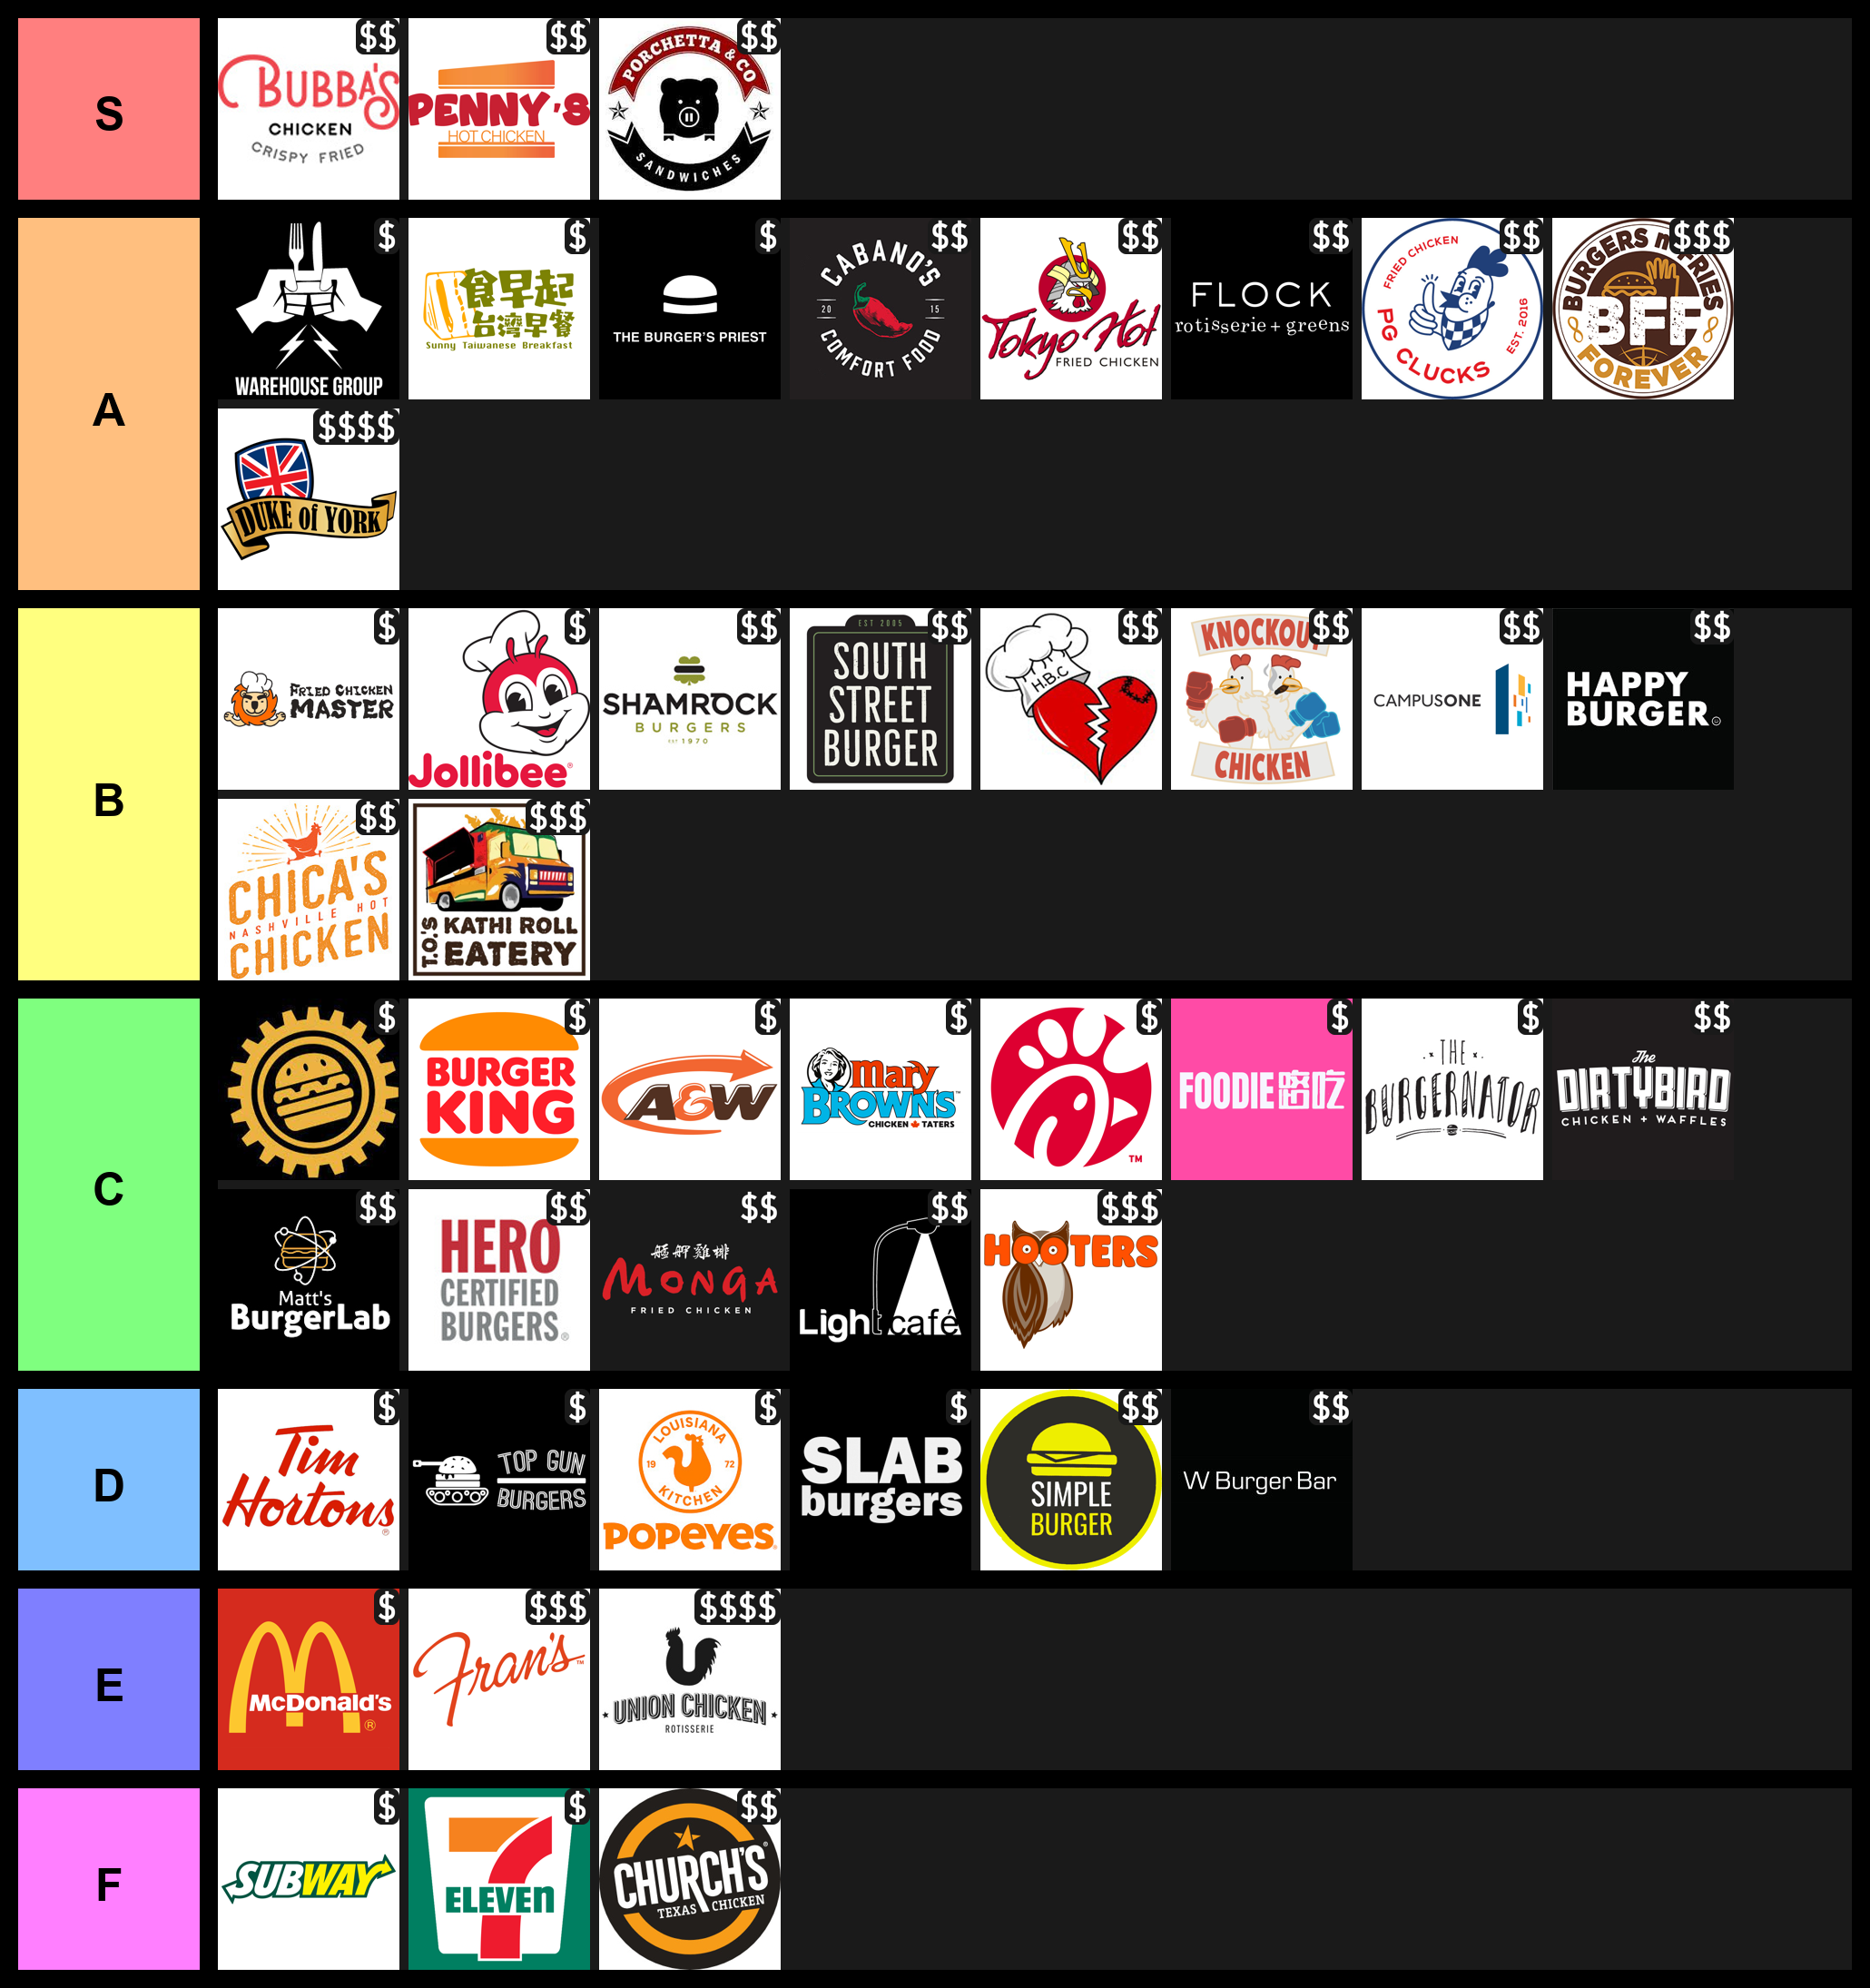 S
$$
BUBBA'S
CHICKEN
CRISPY FRIED
$$
PENNY'S
HOT CHICKEN
$$
PORCHETTA & CO
SANDWICHES
A
$
WAREHOUSE GROUP
$
食早起
台灣早餐
Sunny Taiwanese Breakfast
$
THE BURGER'S PRIEST
$$
CABANO'S
20 15
COMFORT FOOD
$$
Tokyo Hot
FRIED CHICKEN
$$
FLOCK
rotisserie + greens
$$
FRIED CHICKEN
PG CLUCKS
EST. 2016
$$$
BURGERS n FRIES
BFF
FOREVER
$$$$
DUKE of YORK
B
$
FRIED CHICKEN
MASTER
$
Jollibee®
$$
SHAMROCK
BURGERS
EST 1970
$$
EST 2005
SOUTH
STREET
BURGER
$$
H.B.C
$$
KNOCKOUT
CHICKEN
$$
CAMPUSONE
$$
HAPPY
BURGER
$$
CHICA'S
NASHVILLE HOT
CHICKEN
$$$
T.O.'S
KATHI ROLL
EATERY
C
$
$
BURGER
KING
$
A&W
$
mary
BROWN'S™
CHICKEN TATERS
$
™
$
FOODIE 嘻吃
$
THE
BURGERNATOR
$$
The
DIRTYBIRD
CHICKEN + WAFFLES
$$
Matt's
BurgerLab
$$
HERO
CERTIFIED
BURGERS®
$$
艋舺雞排
MONGA
FRIED CHICKEN
$$
Light café
$$$
HOOTERS
D
$
Tim
Hortons®
$
TOP GUN
BURGERS
$
LOUISIANA
19 72
KITCHEN
POPEYES
$
SLAB
burgers
$$
SIMPLE
BURGER
$$
W Burger Bar
E
$
McDonald's
®
$$$
Fran's™
$$$$
UNION CHICKEN
ROTISSERIE
F
$
SUBWAY
$
7
ELEVEn
$$
CHURCH'S®
TEXAS CHICKEN